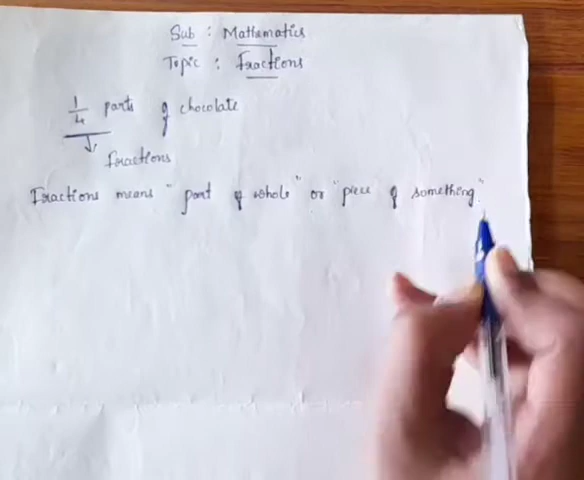 Sub : Mathematics
Topic : Fractions
1/4 parts of chocolate
fractions
Fractions means "part of whole" or "piece of something"